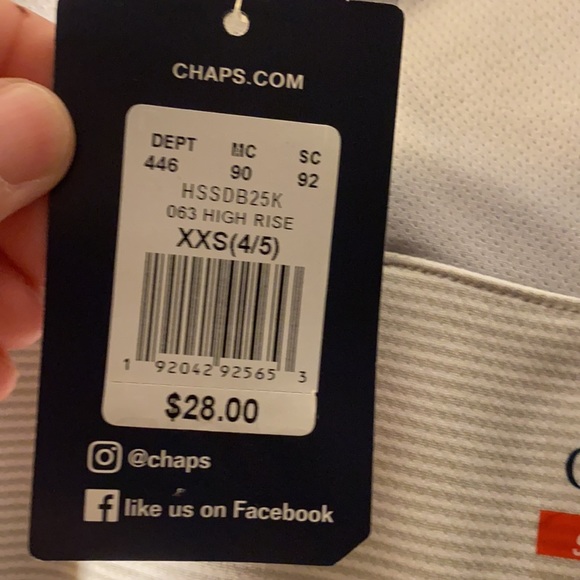 CHAPS.COM
DEPT MC SC
446 90 92
HSSDB25K
063 HIGH RISE
XXS(4/5)
1 92042 92565 3
$28.00
@chaps
like us on Facebook